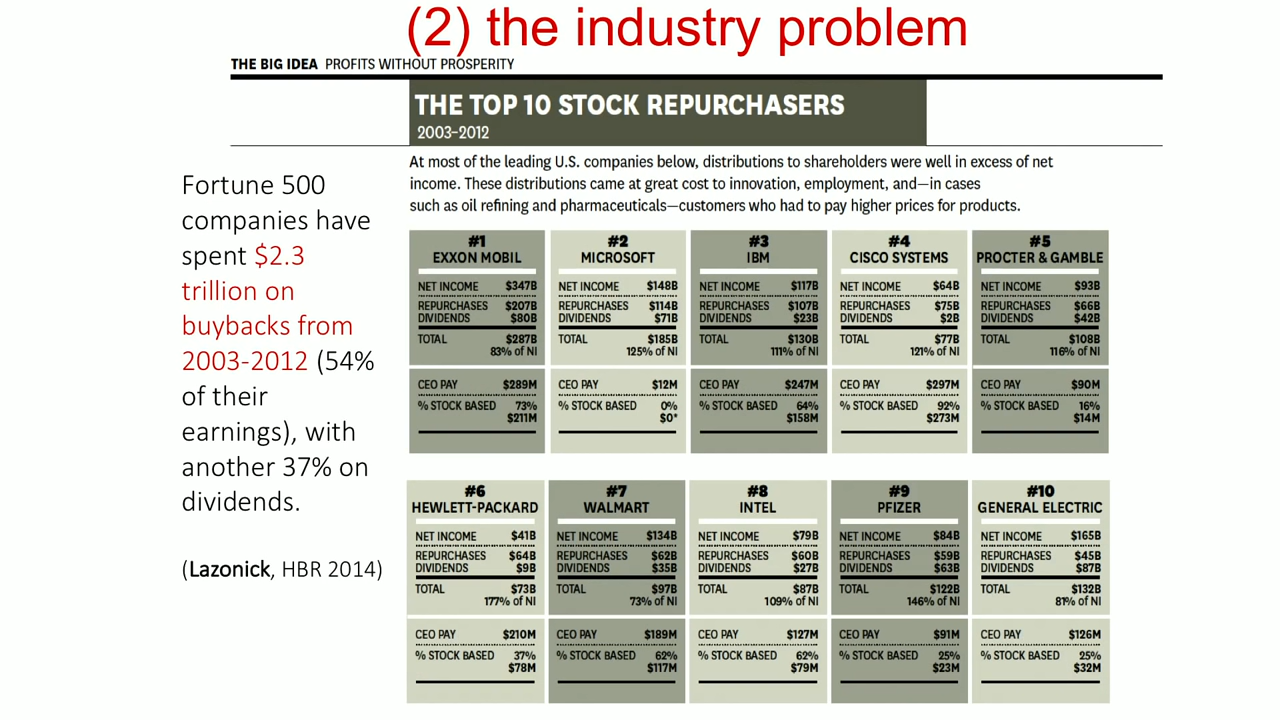 (2) the industry problem
THE BIG IDEA PROFITS WITHOUT PROSPERITY
THE TOP 10 STOCK REPURCHASERS
2003–2012
At most of the leading U.S. companies below, distributions to shareholders were well in excess of net
income. These distributions came at great cost to innovation, employment, and—in cases
such as oil refining and pharmaceuticals—customers who had to pay higher prices for products.
Fortune 500
companies have
spent $2.3
trillion on
buybacks from
2003-2012 (54%
of their
earnings), with
another 37% on
dividends.
(Lazonick, HBR 2014)
#1
EXXON MOBIL
NET INCOME $347B
REPURCHASES $207B
DIVIDENDS $80B
TOTAL $287B
83% of NI
CEO PAY $289M
% STOCK BASED 73%
$211M
#2
MICROSOFT
NET INCOME $148B
REPURCHASES $114B
DIVIDENDS $71B
TOTAL $185B
125% of NI
CEO PAY $12M
% STOCK BASED 0%
$0*
#3
IBM
NET INCOME $117B
REPURCHASES $107B
DIVIDENDS $23B
TOTAL $130B
111% of NI
CEO PAY $247M
% STOCK BASED 64%
$158M
#4
CISCO SYSTEMS
NET INCOME $64B
REPURCHASES $75B
DIVIDENDS $2B
TOTAL $77B
121% of NI
CEO PAY $297M
% STOCK BASED 92%
$273M
#5
PROCTER & GAMBLE
NET INCOME $93B
REPURCHASES $66B
DIVIDENDS $42B
TOTAL $108B
116% of NI
CEO PAY $90M
% STOCK BASED 16%
$14M
#6
HEWLETT-PACKARD
NET INCOME $41B
REPURCHASES $64B
DIVIDENDS $9B
TOTAL $73B
177% of NI
CEO PAY $210M
% STOCK BASED 37%
$78M
#7
WALMART
NET INCOME $134B
REPURCHASES $62B
DIVIDENDS $35B
TOTAL $97B
73% of NI
CEO PAY $189M
% STOCK BASED 62%
$117M
#8
INTEL
NET INCOME $79B
REPURCHASES $60B
DIVIDENDS $27B
TOTAL $87B
109% of NI
CEO PAY $127M
% STOCK BASED 62%
$79M
#9
PFIZER
NET INCOME $84B
REPURCHASES $59B
DIVIDENDS $63B
TOTAL $122B
146% of NI
CEO PAY $91M
% STOCK BASED 25%
$23M
#10
GENERAL ELECTRIC
NET INCOME $165B
REPURCHASES $45B
DIVIDENDS $87B
TOTAL $132B
81% of NI
CEO PAY $126M
% STOCK BASED 25%
$32M